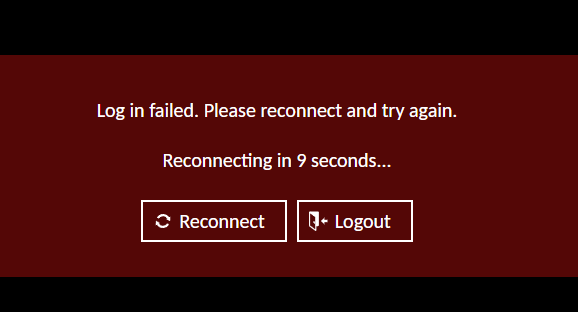 Log in failed. Please reconnect and try again.
Reconnecting in 9 seconds...
Reconnect
Logout